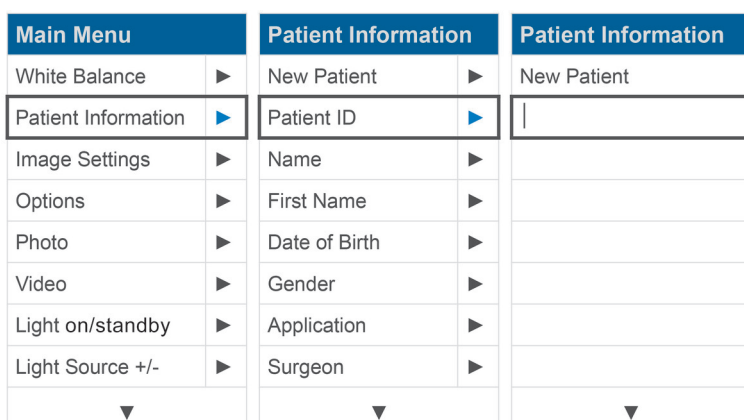 Main Menu
White Balance
Patient Information
Image Settings
Options
Photo
Video
Light on/standby
Light Source +/-
Patient Information
New Patient
Patient ID
Name
First Name
Date of Birth
Gender
Application
Surgeon
Patient Information
New Patient